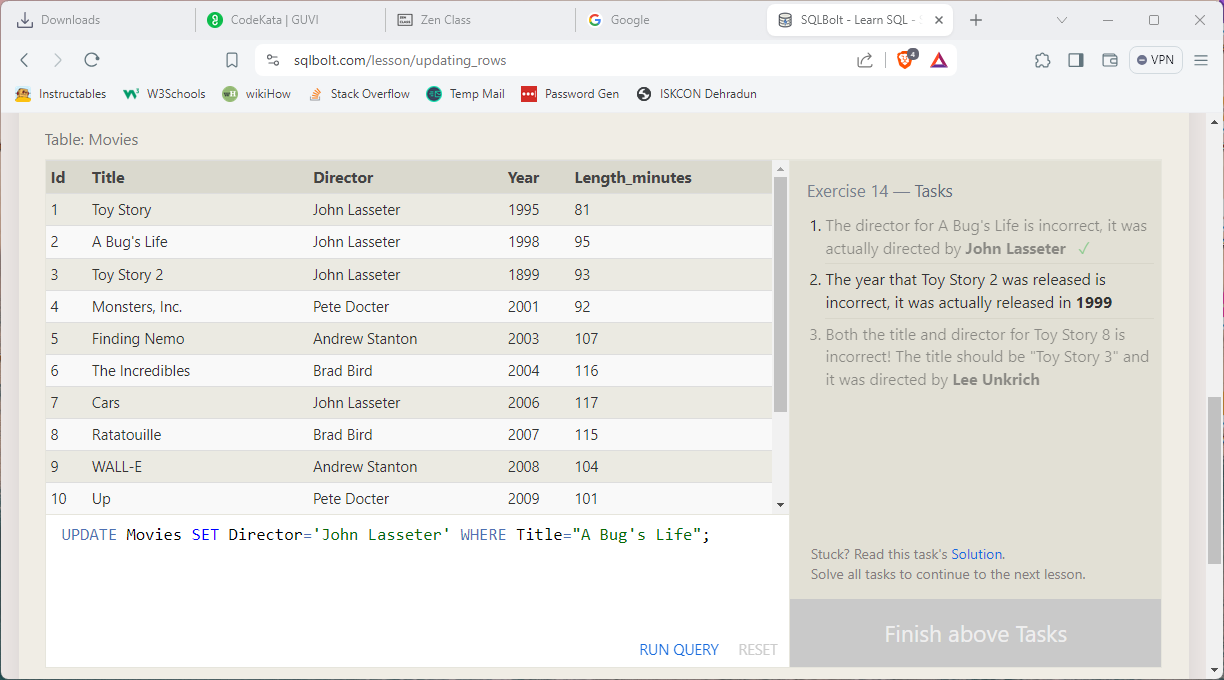 Downloads
CodeKata | GUVI
Zen Class
Google
SQLBolt - Learn SQL -
sqlbolt.com/lesson/updating_rows
4
VPN
Instructables
W3Schools
wikiHow
Stack Overflow
Temp Mail
Password Gen
ISKCON Dehradun
Table: Movies
Id Title Director Year Length_minutes
1 Toy Story John Lasseter 1995 81
2 A Bug's Life John Lasseter 1998 95
3 Toy Story 2 John Lasseter 1899 93
4 Monsters, Inc. Pete Docter 2001 92
5 Finding Nemo Andrew Stanton 2003 107
6 The Incredibles Brad Bird 2004 116
7 Cars John Lasseter 2006 117
8 Ratatouille Brad Bird 2007 115
9 WALL-E Andrew Stanton 2008 104
10 Up Pete Docter 2009 101
UPDATE Movies SET Director='John Lasseter' WHERE Title="A Bug's Life";
RUN QUERY RESET
Exercise 14 — Tasks
1. The director for A Bug's Life is incorrect, it was
actually directed by John Lasseter ✓
2. The year that Toy Story 2 was released is
incorrect, it was actually released in 1999
3. Both the title and director for Toy Story 8 is
incorrect! The title should be "Toy Story 3" and
it was directed by Lee Unkrich
Stuck? Read this task's Solution.
Solve all tasks to continue to the next lesson.
Finish above Tasks